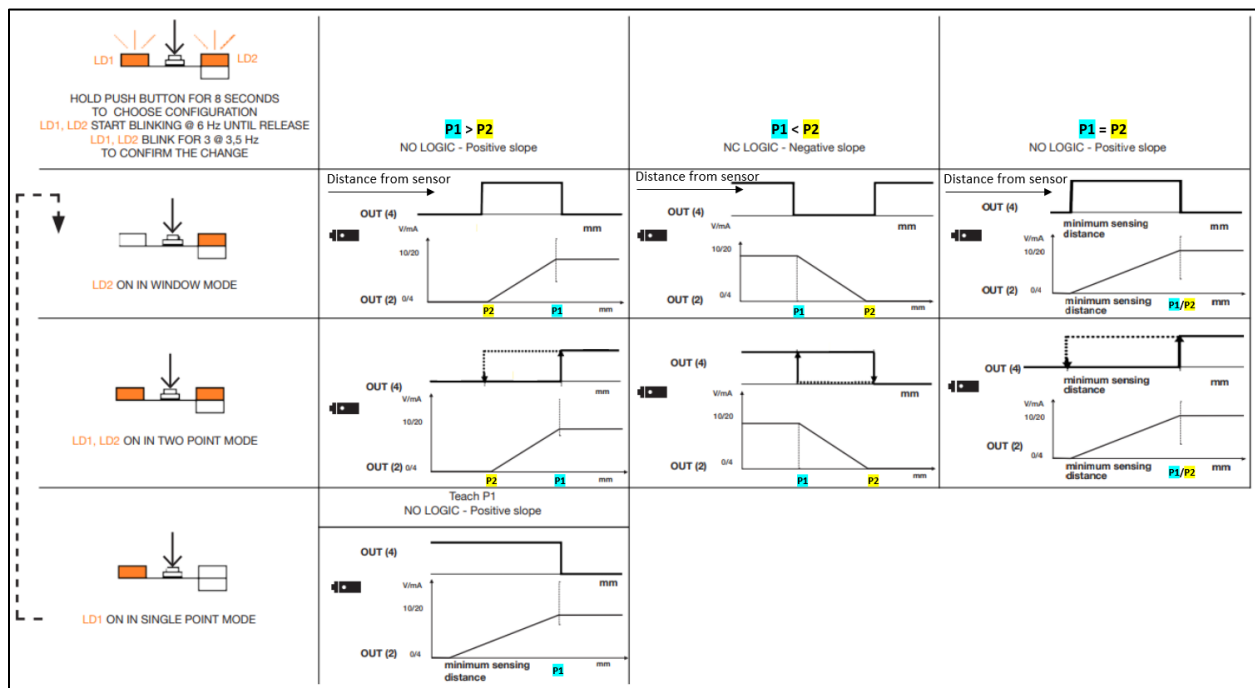 LD1 LD2
HOLD PUSH BUTTON FOR 8 SECONDS
TO CHOOSE CONFIGURATION
LD1, LD2 START BLINKING @ 6 Hz UNTIL RELEASE
LD1, LD2 BLINK FOR 3 @ 3,5 Hz
TO CONFIRM THE CHANGE
P1 > P2
NO LOGIC - Positive slope
P1 < P2
NC LOGIC - Negative slope
P1 = P2
NO LOGIC - Positive slope
LD2 ON IN WINDOW MODE
Distance from sensor
OUT (4)
mm
V/mA
10/20
OUT (2) 0/4
P2 P1 mm
Distance from sensor
OUT (4)
mm
V/mA
10/20
OUT (2) 0/4
P1 P2 mm
Distance from sensor
OUT (4)
minimum sensing
distance
mm
V/mA
10/20
OUT (2) 0/4
minimum sensing
distance
P1/P2 mm
LD1, LD2 ON IN TWO POINT MODE
OUT (4)
mm
V/mA
10/20
OUT (2) 0/4
P2 P1 mm
OUT (4)
mm
V/mA
10/20
OUT (2) 0/4
P1 P2 mm
OUT (4)
minimum sensing
distance
mm
V/mA
10/20
OUT (2) 0/4
minimum sensing
distance
P1/P2 mm
LD1 ON IN SINGLE POINT MODE
Teach P1
NO LOGIC - Positive slope
OUT (4)
mm
V/mA
10/20
OUT (2) 0/4
minimum sensing
distance
P1 mm